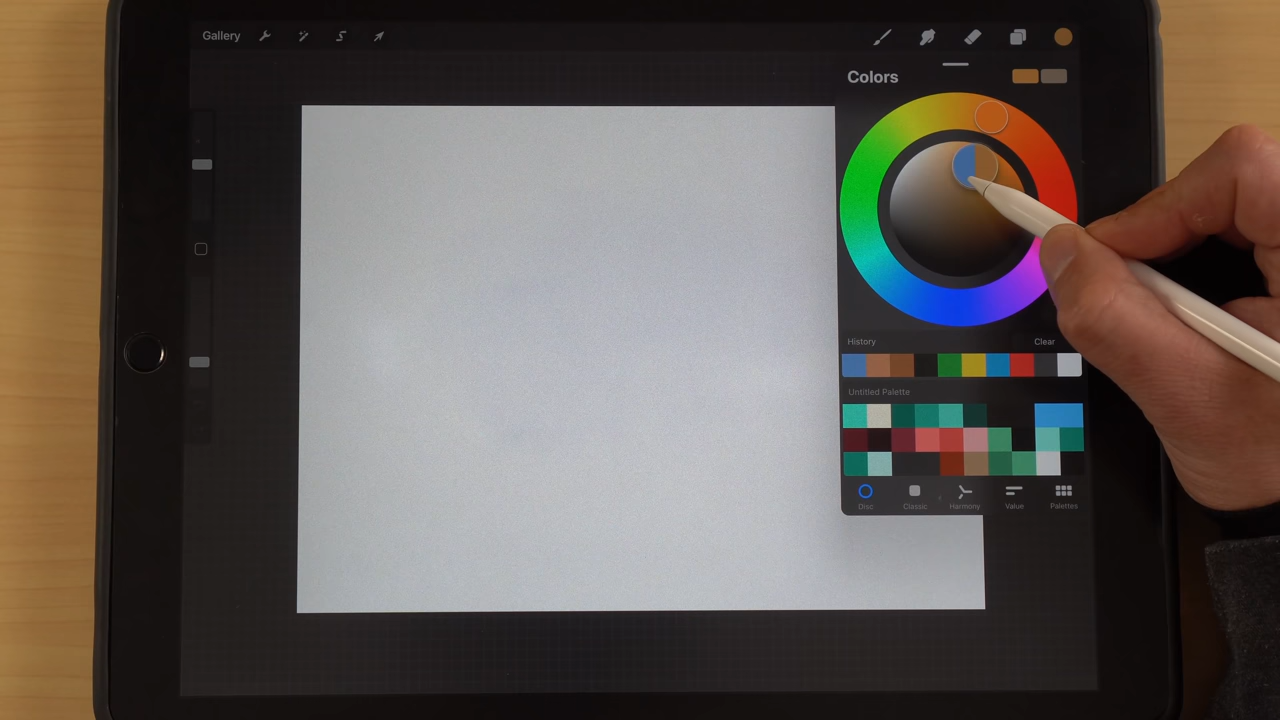 Gallery
Colors
History Clear
Untitled Palette
Disc Classic Harmony Value Palettes